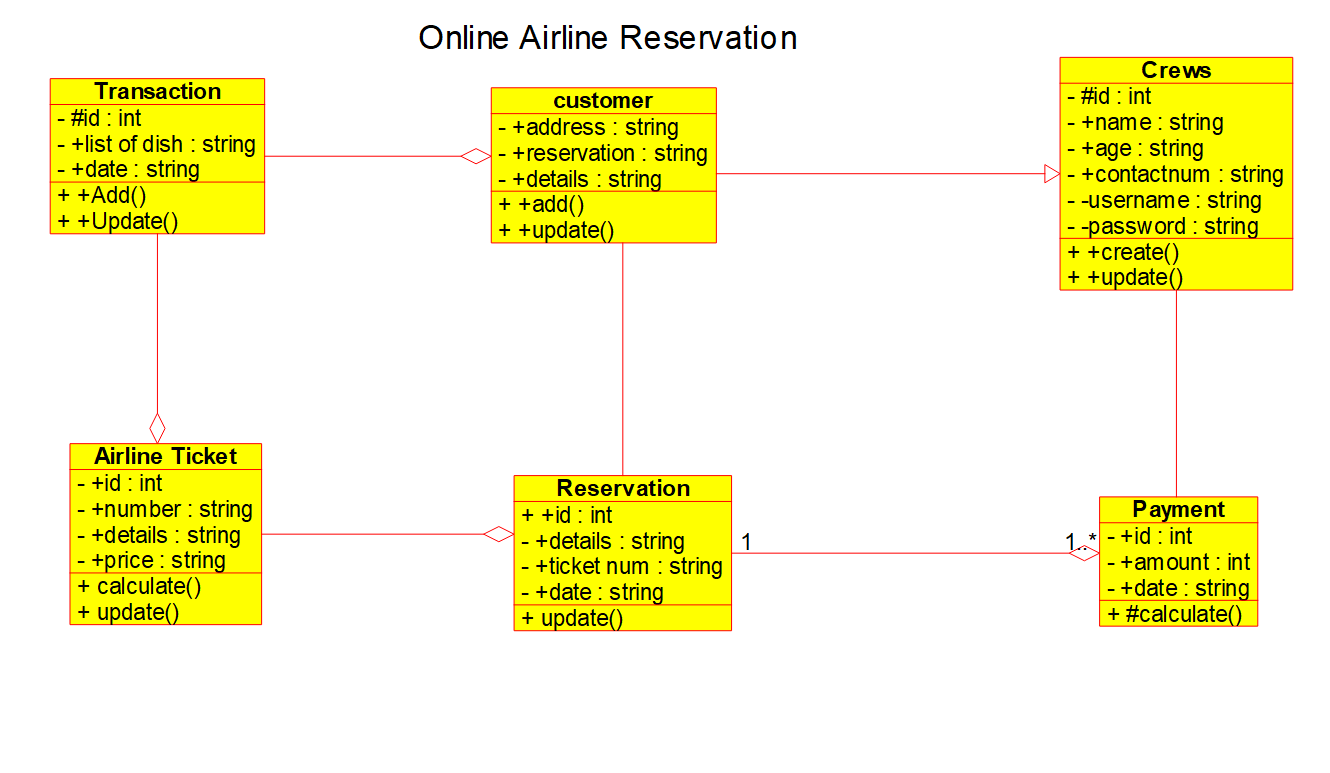 Online Airline Reservation
Transaction
- #id : int
- +list of dish : string
- +date : string
+ +Add()
+ +Update()
customer
- +address : string
- +reservation : string
- +details : string
+ +add()
+ +update()
Crews
- #id : int
- +name : string
- +age : string
- +contactnum : string
- -username : string
- -password : string
+ +create()
+ +update()
Airline Ticket
- +id : int
- +number : string
- +details : string
- +price : string
+ calculate()
+ update()
Reservation
+ +id : int
- +details : string
- +ticket num : string
- +date : string
+ update()
1
1..*
Payment
- +id : int
- +amount : int
- +date : string
+ #calculate()